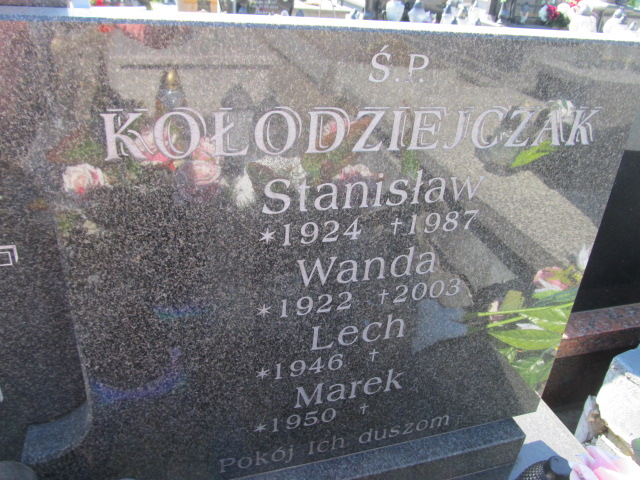 Ś.P.
KOŁODZIEJCZAK
Stanisław
*1924 †1987
Wanda
*1922 †2003
Lech
*1946 †
Marek
*1950 †
Pokój Ich duszom